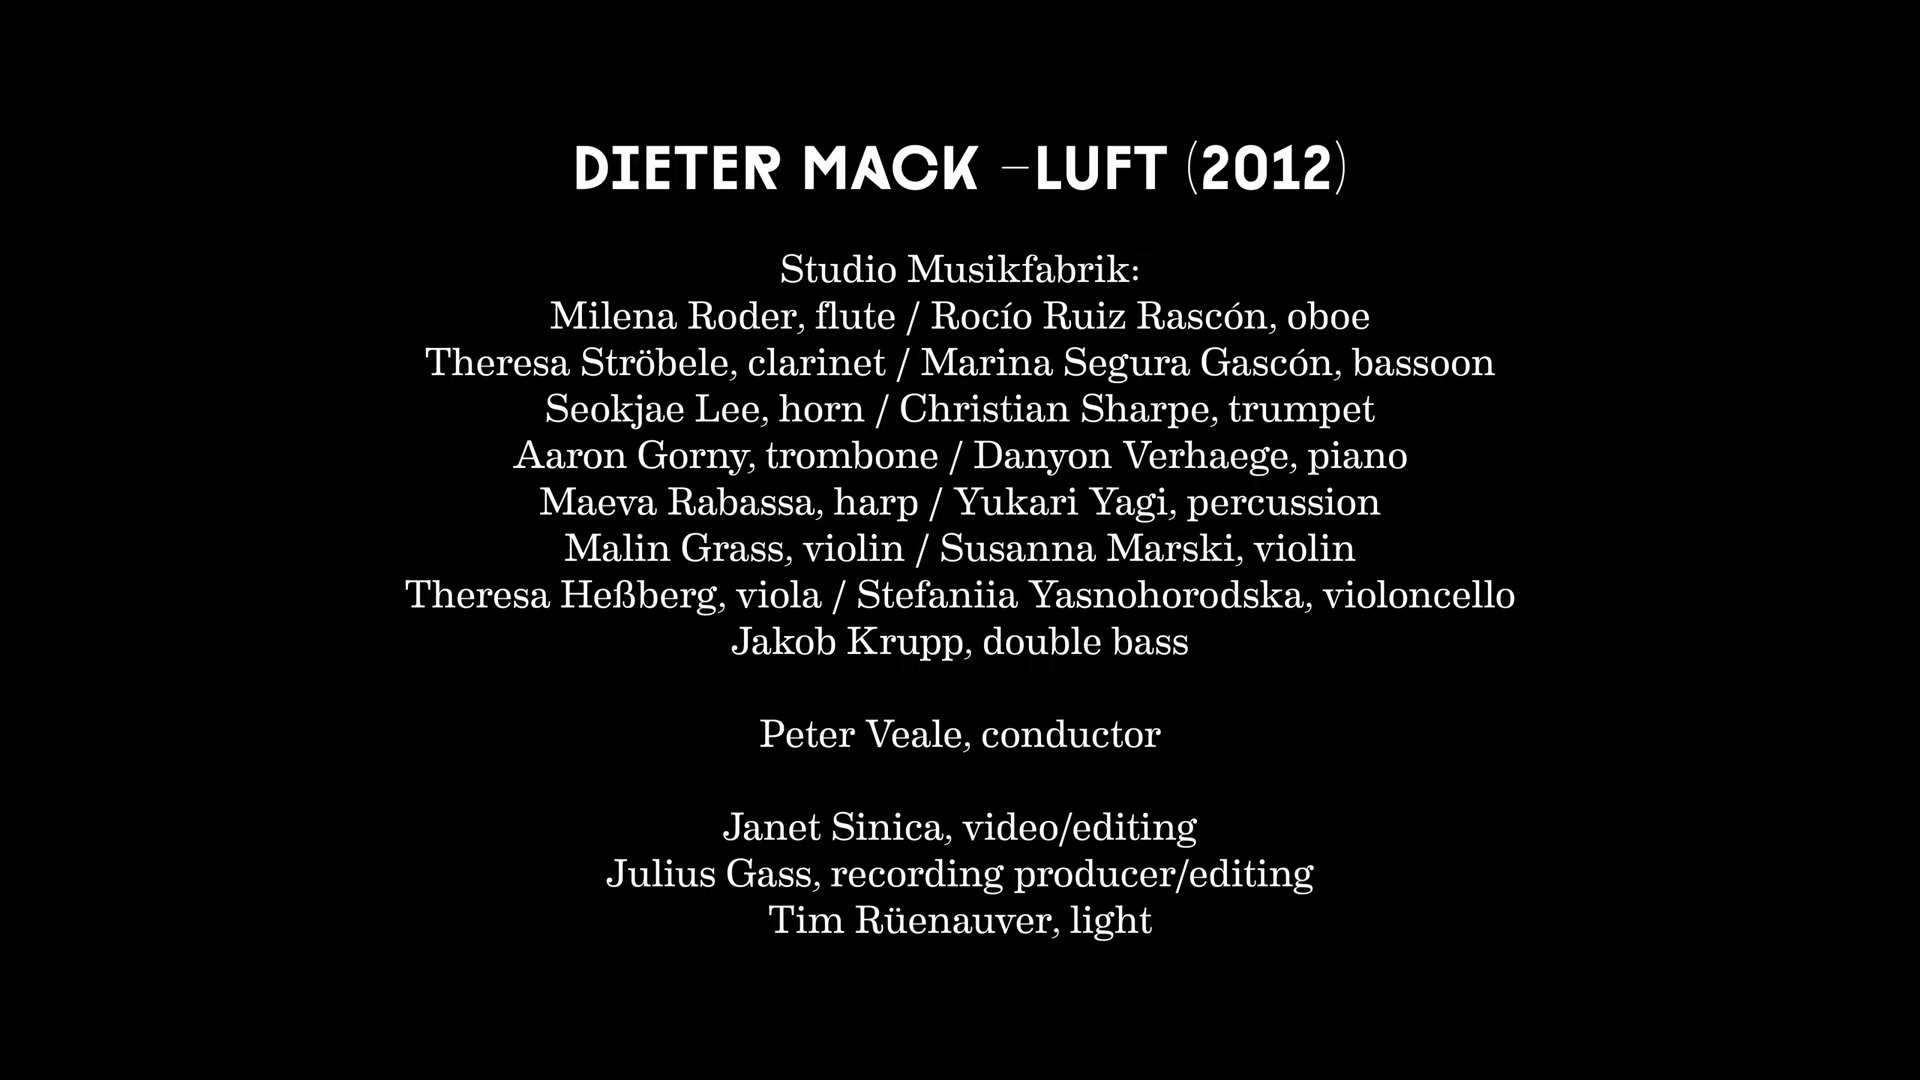 DIETER MACK –LUFT (2012)
Studio Musikfabrik:
Milena Roder, flute / Rocío Ruiz Rascón, oboe
Theresa Ströbele, clarinet / Marina Segura Gascón, bassoon
Seokjae Lee, horn / Christian Sharpe, trumpet
Aaron Gorny, trombone / Danyon Verhaege, piano
Maeva Rabassa, harp / Yukari Yagi, percussion
Malin Grass, violin / Susanna Marski, violin
Theresa Heßberg, viola / Stefaniia Yasnohorodska, violoncello
Jakob Krupp, double bass
Peter Veale, conductor
Janet Sinica, video/editing
Julius Gass, recording producer/editing
Tim Rüenauver, light